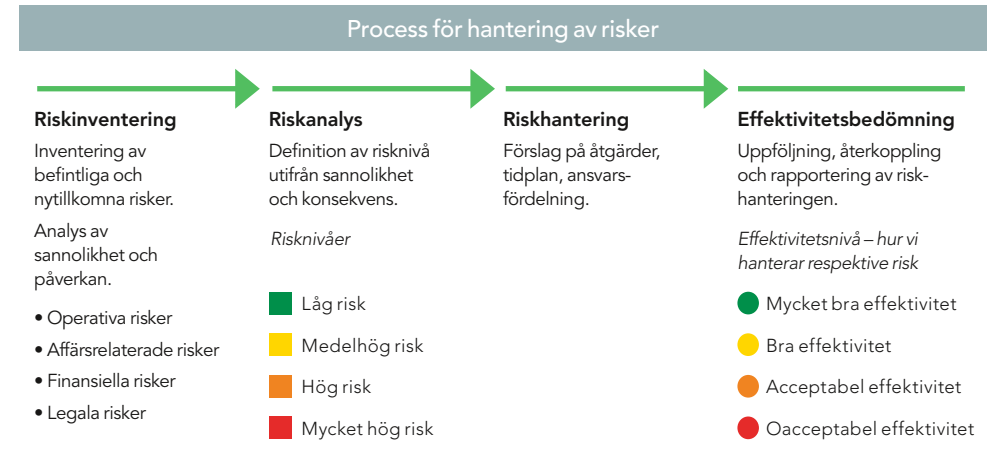 Process för hantering av risker
Riskinventering
Inventering av
befintliga och
nytillkomna risker.
Analys av
sannolikhet och
påverkan.
• Operativa risker
• Affärsrelaterade risker
• Finansiella risker
• Legala risker
Riskanalys
Definition av risknivå
utifrån sannolikhet
och konsekvens.
Risknivåer
Låg risk
Medelhög risk
Hög risk
Mycket hög risk
Riskhantering
Förslag på åtgärder,
tidplan, ansvars-
fördelning.
Effektivitetsbedömning
Uppföljning, återkoppling
och rapportering av risk-
hanteringen.
Effektivitetsnivå – hur vi
hanterar respektive risk
Mycket bra effektivitet
Bra effektivitet
Acceptabel effektivitet
Oacceptabel effektivitet